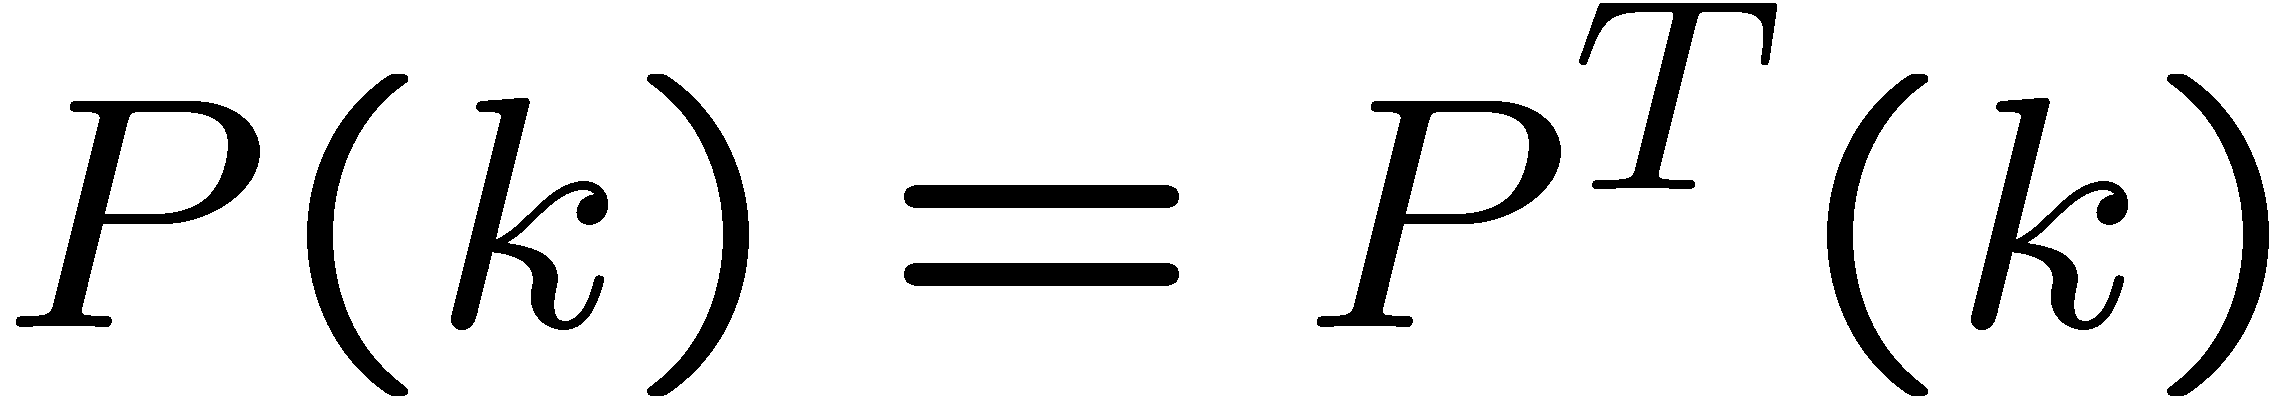 P(k) = P^T(k)